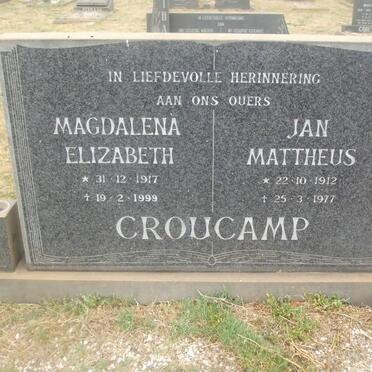 IN LIEFDEVOLLE HERINNERING
AAN ONS OUERS
MAGDALENA
ELIZABETH
* 31·12·1917
† 19·2·1999
JAN
MATTHEUS
* 22·10·1912
† 25·3·1977
CROUCAMP